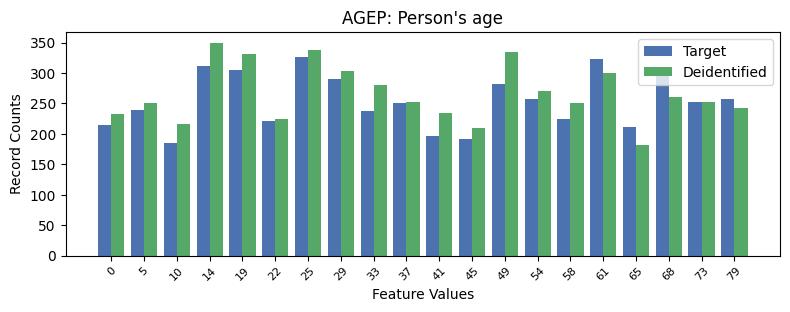 AGEP: Person's age
Record Counts
350
300
250
200
150
100
50
0
Target
Deidentified
0 5 10 14 19 22 25 29 33 37 41 45 49 54 58 61 65 68 73 79
Feature Values